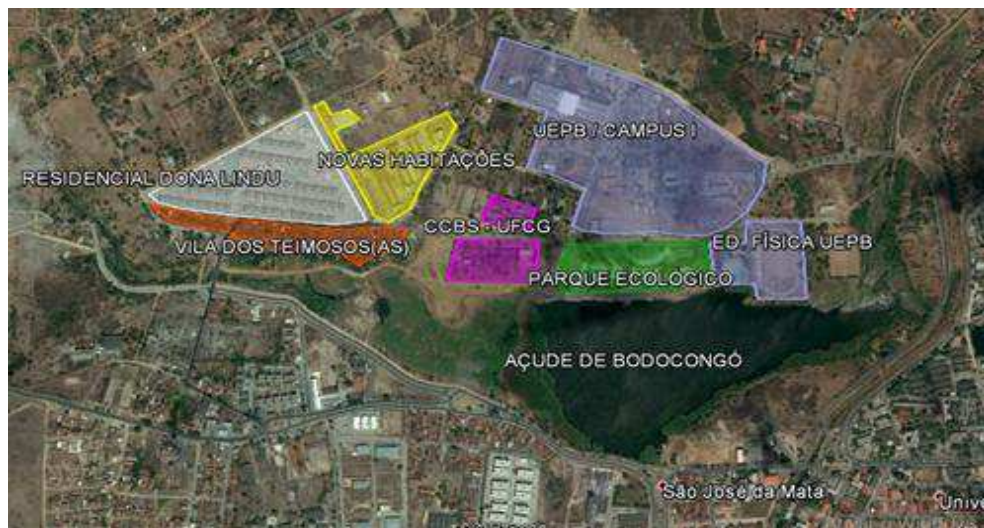 UEPB / CAMPUS I
NOVAS HABITAÇÕES
RESIDENCIAL DONA LINDU
CCBS - UFCG
VILA DOS TEIMOSOS(AS)
ED. FÍSICA UEPB
PARQUE ECOLÓGICO
AÇUDE DE BODOCONGÓ
São José da Mata